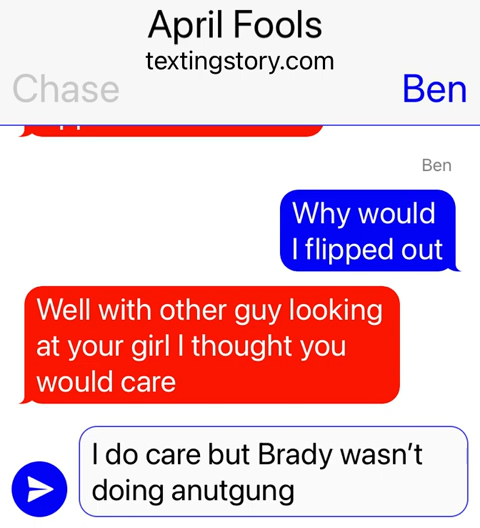 April Fools
textingstory.com
Chase Ben
Ben
Why would
I flipped out
Well with other guy looking
at your girl I thought you
would care
I do care but Brady wasn't
doing anutgung